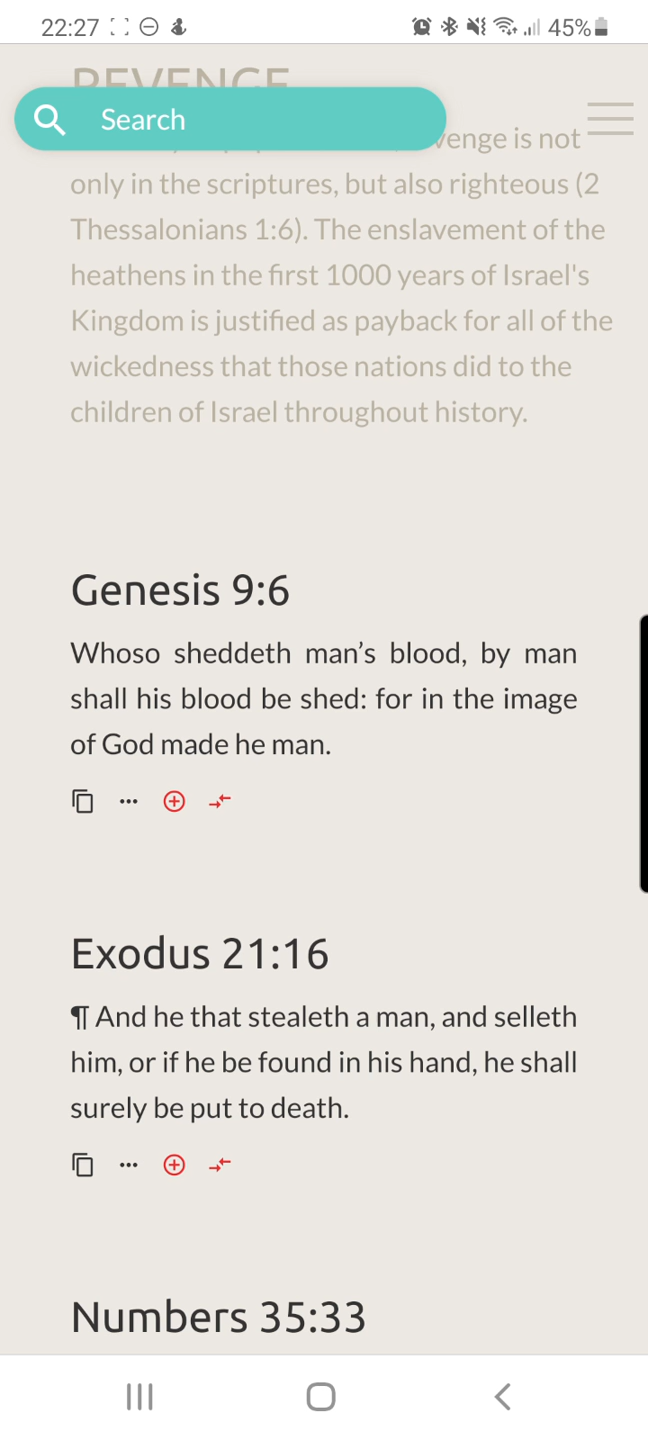 22:27 45%
REVENGE
Search
venge is not
only in the scriptures, but also righteous (2
Thessalonians 1:6). The enslavement of the
heathens in the first 1000 years of Israel's
Kingdom is justified as payback for all of the
wickedness that those nations did to the
children of Israel throughout history.
Genesis 9:6
Whoso sheddeth man’s blood, by man
shall his blood be shed: for in the image
of God made he man.
Exodus 21:16
¶ And he that stealeth a man, and selleth
him, or if he be found in his hand, he shall
surely be put to death.
Numbers 35:33